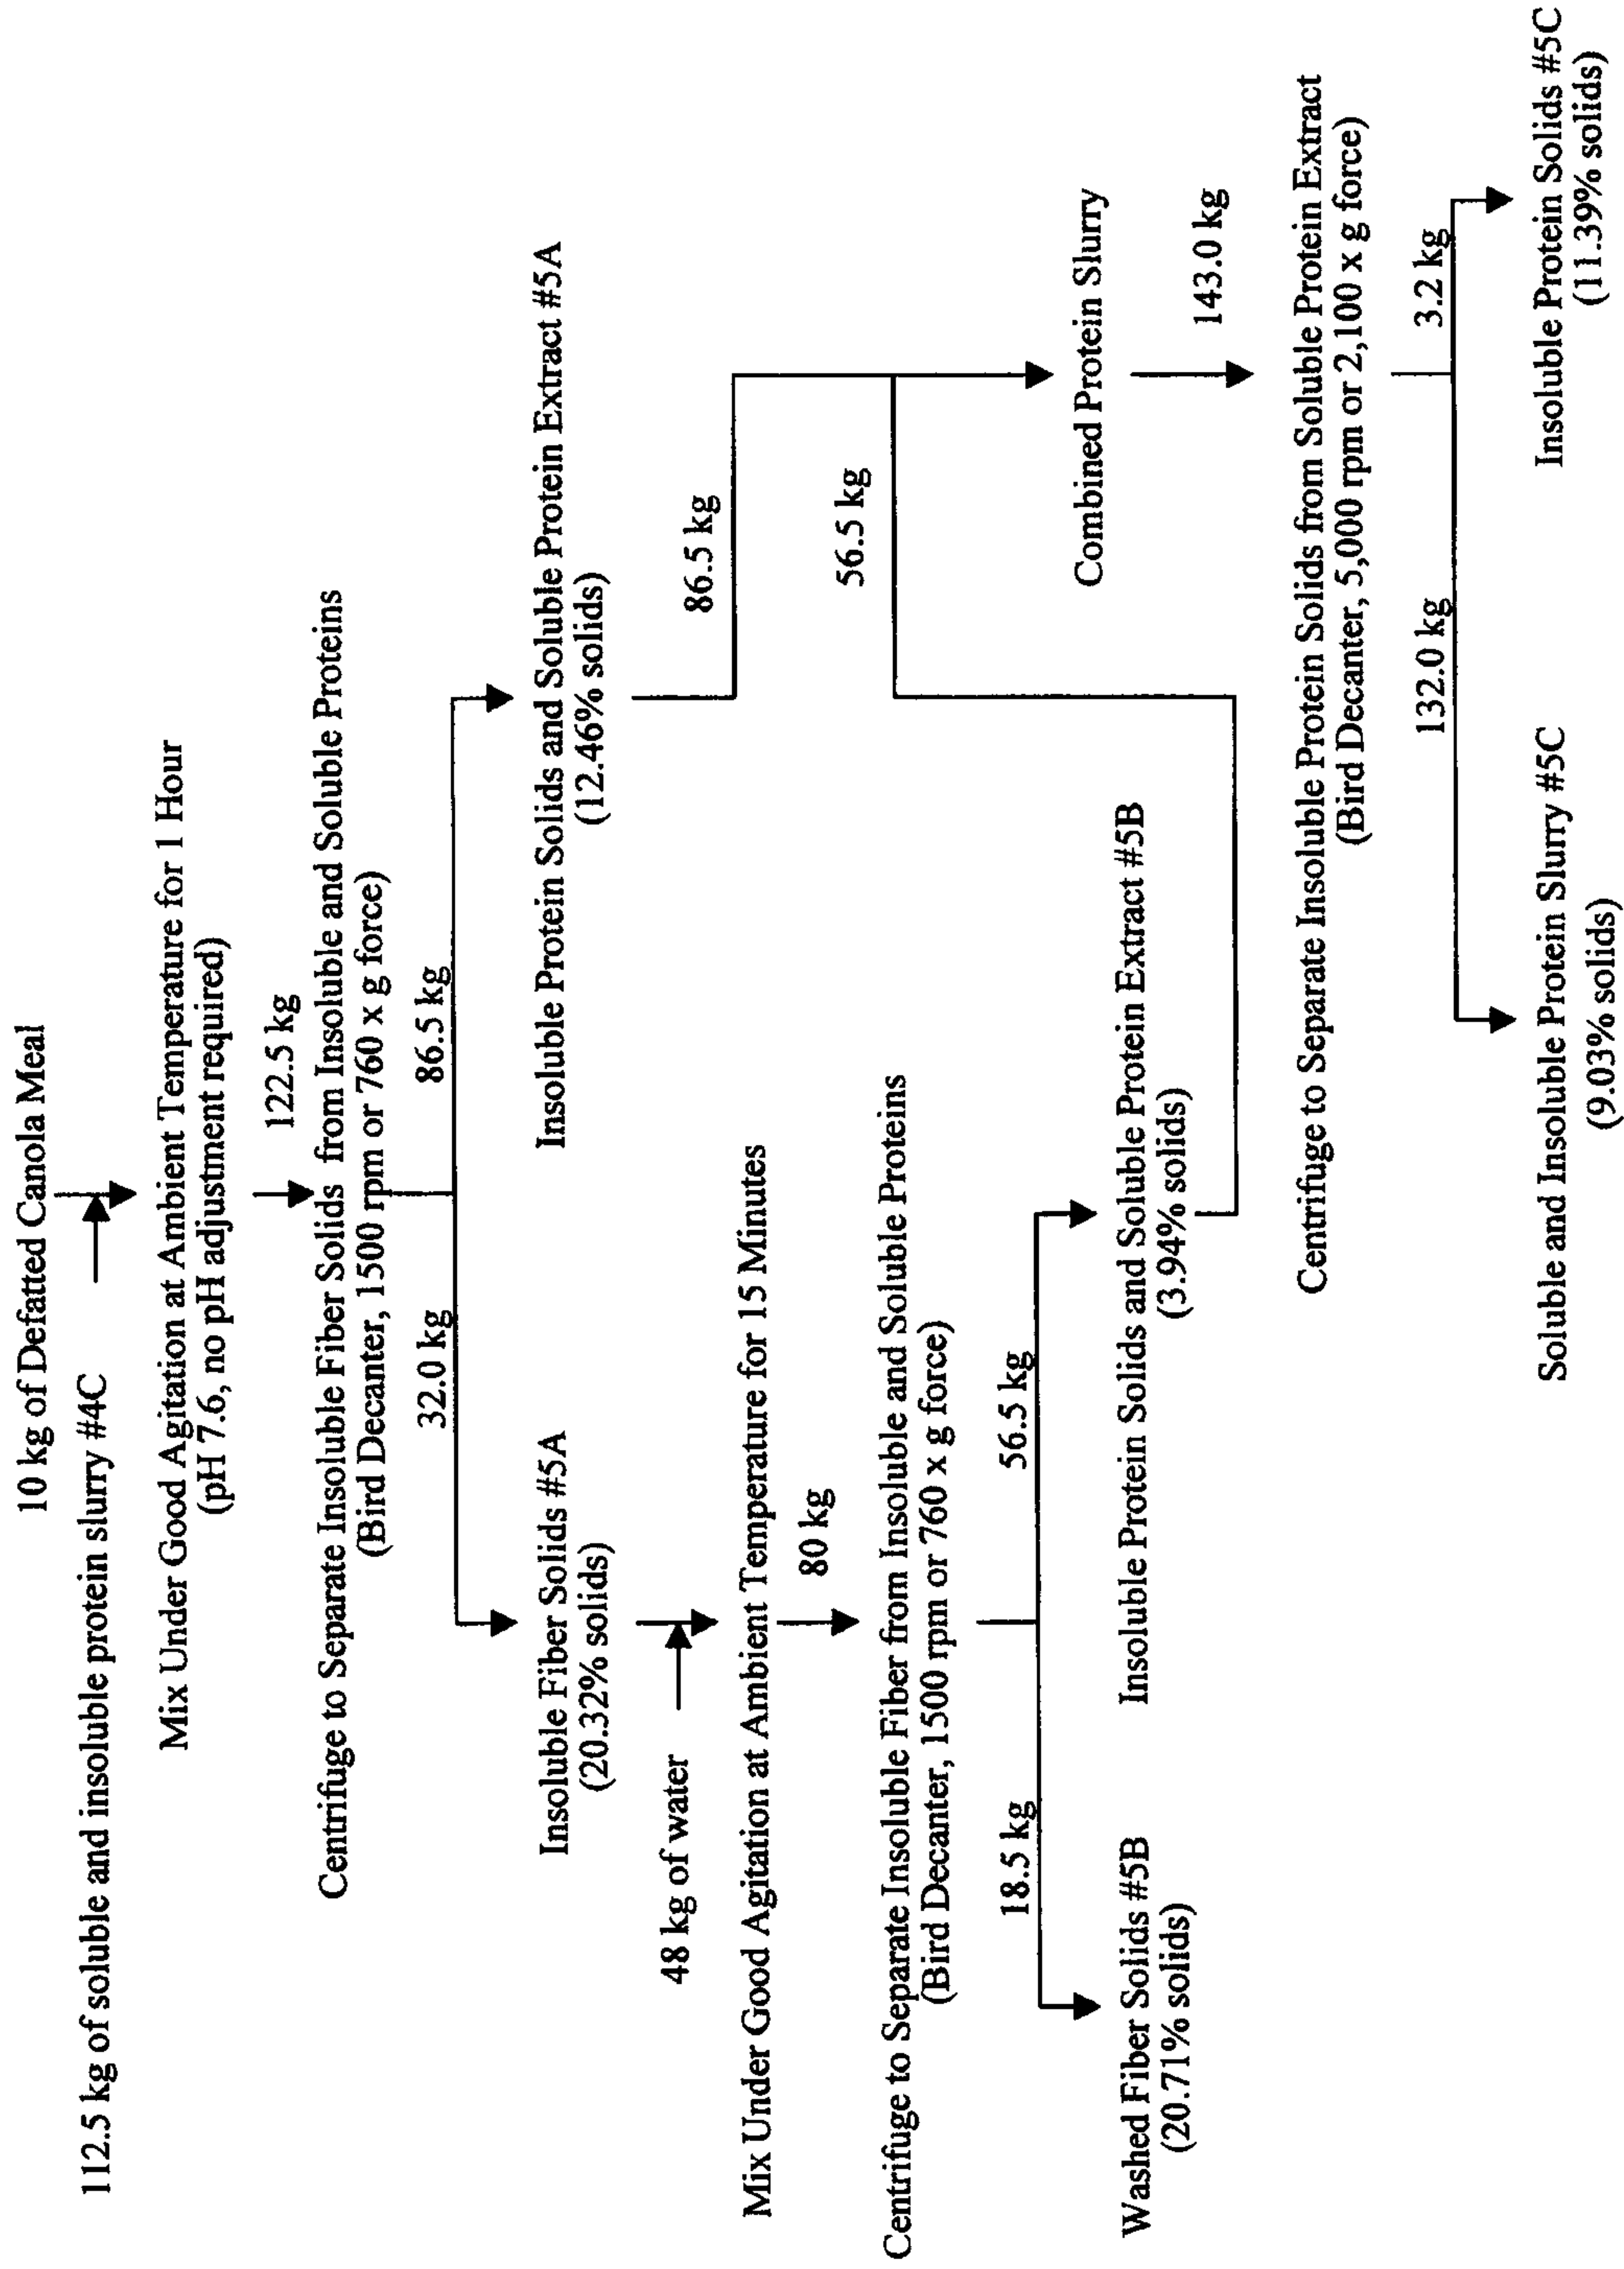 10 kg of Defatted Canola Meal
112.5 kg of soluble and insoluble protein slurry #4C
Mix Under Good Agitation at Ambient Temperature for 1 Hour
(pH 7.6, no pH adjustment required)
122.5 kg
Centrifuge to Separate Insoluble Fiber Solids from Insoluble and Soluble Proteins
(Bird Decanter, 1500 rpm or 760 x g force)
32.0 kg
86.5 kg
Insoluble Fiber Solids #5A
(20.32% solids)
Insoluble Protein Solids and Soluble Protein Extract #5A
(12.46% solids)
48 kg of water
86.5 kg
Mix Under Good Agitation at Ambient Temperature for 15 Minutes
80 kg
56.5 kg
Centrifuge to Separate Insoluble Fiber from Insoluble and Soluble Proteins
(Bird Decanter, 1500 rpm or 760 x g force)
18.5 kg
56.5 kg
Combined Protein Slurry
Washed Fiber Solids #5B
(20.71% solids)
Insoluble Protein Solids and Soluble Protein Extract #5B
(3.94% solids)
143.0 kg
Centrifuge to Separate Insoluble Protein Solids from Soluble Protein Extract
(Bird Decanter, 5,000 rpm or 2,100 x g force)
132.0 kg
3.2 kg
Soluble and Insoluble Protein Slurry #5C
(9.03% solids)
Insoluble Protein Solids #5C
(11.39% solids)